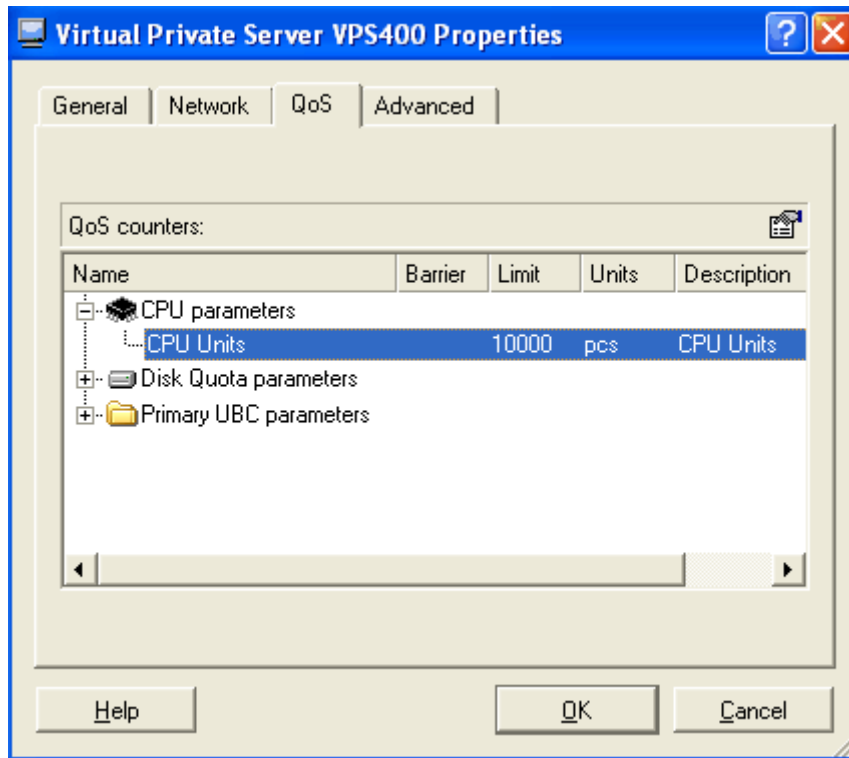 Virtual Private Server VPS400 Properties
General Network QoS Advanced
QoS counters:
Name Barrier Limit Units Description
CPU parameters
CPU Units 10000 pcs CPU Units
Disk Quota parameters
Primary UBC parameters
Help OK Cancel